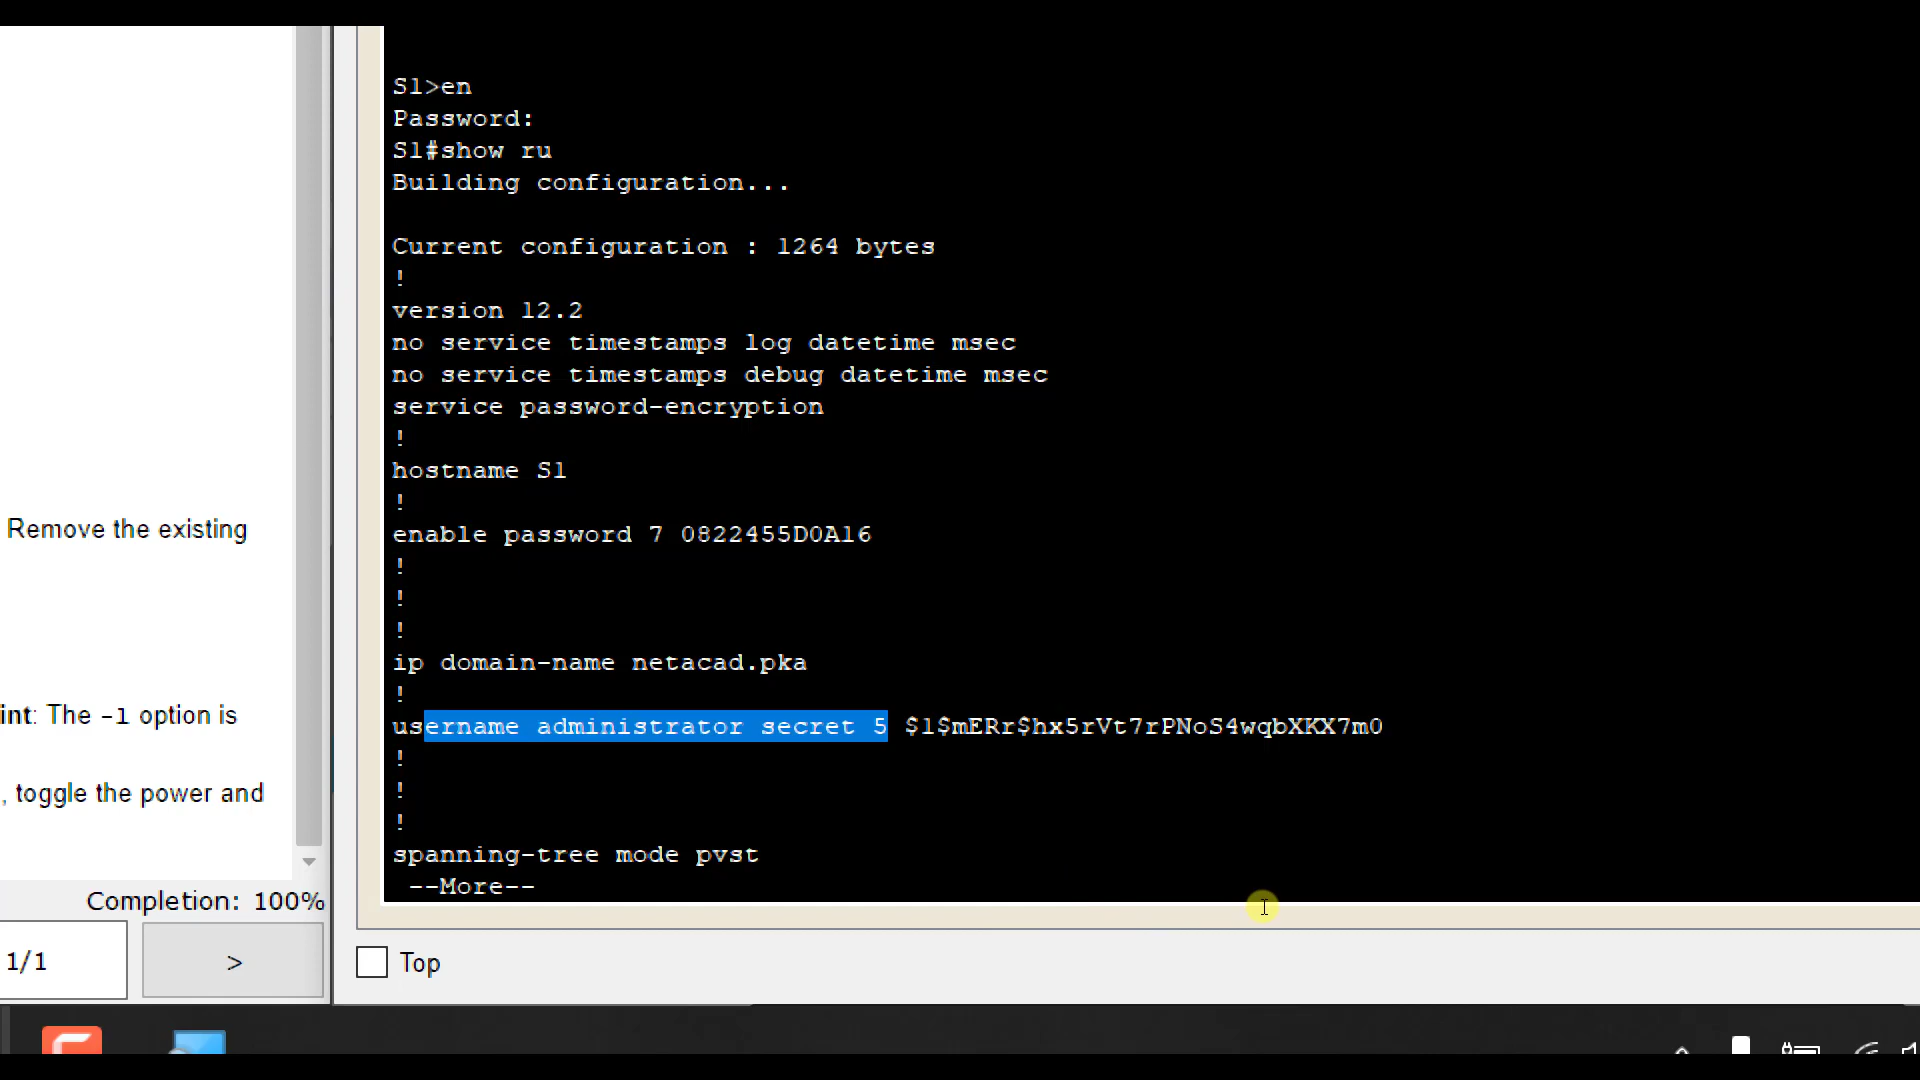 S1>en
Password:
S1#show ru
Building configuration...
Current configuration : 1264 bytes
!
version 12.2
no service timestamps log datetime msec
no service timestamps debug datetime msec
service password-encryption
!
hostname S1
!
enable password 7 0822455D0A16
!
!
!
ip domain-name netacad.pka
!
username administrator secret 5 $1$mERr$hx5rVt7rPNoS4wqbXKX7m0
!
!
!
spanning-tree mode pvst
--More--
Remove the existing
int: The -l option is
, toggle the power and
Completion: 100%
1/1
>
Top